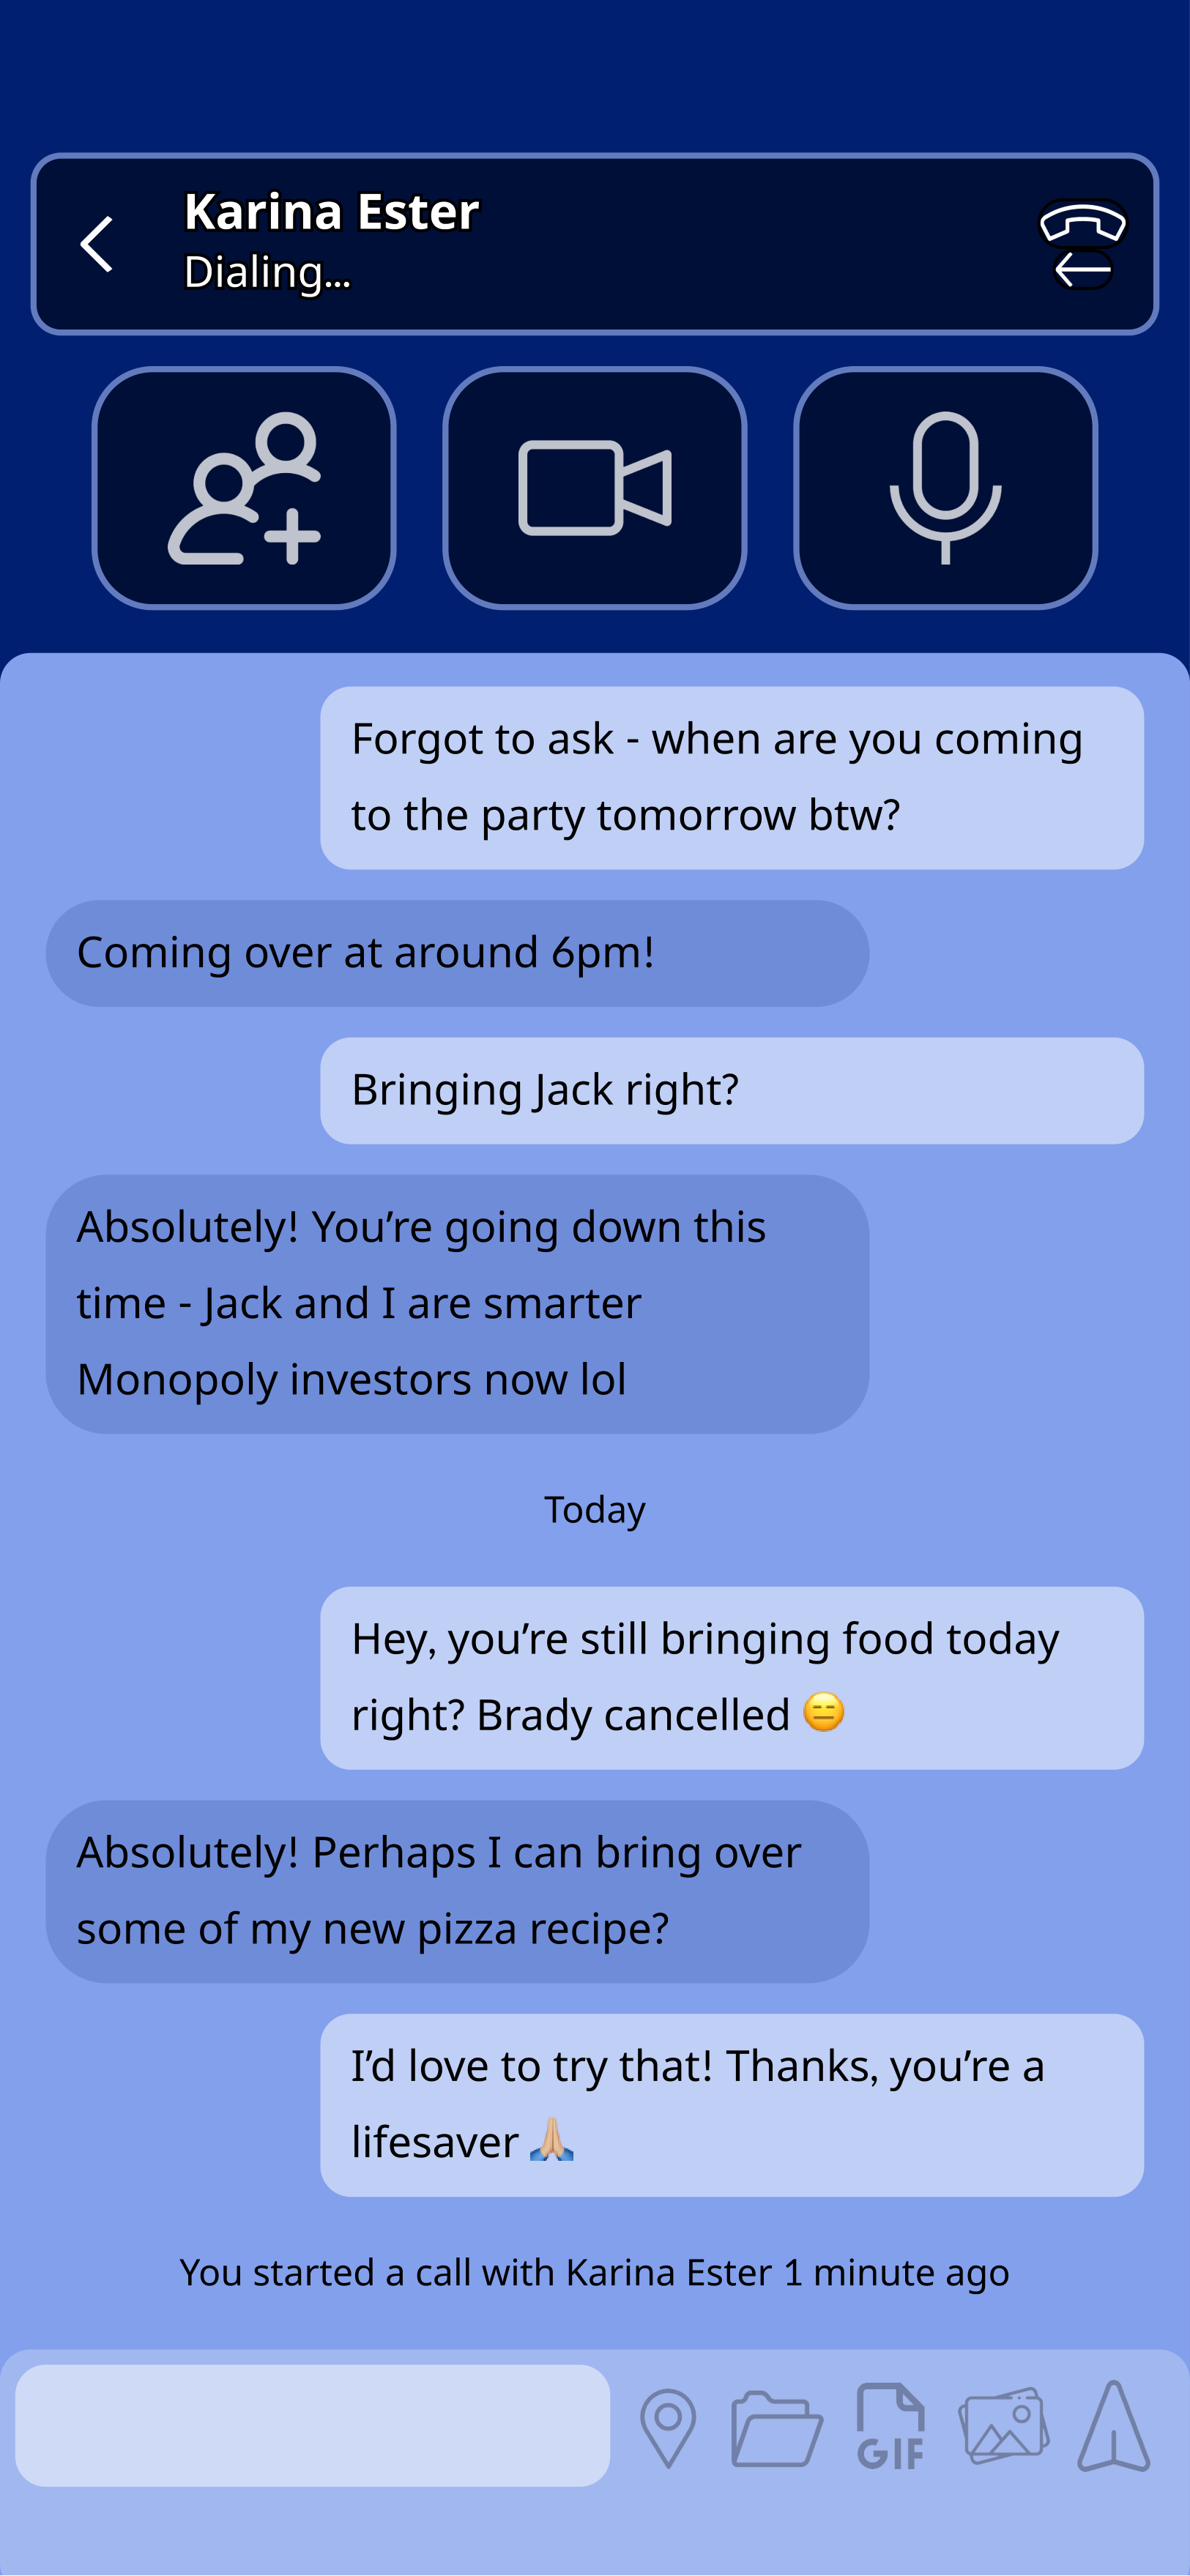 Karina Ester
Dialing...
Forgot to ask - when are you coming
to the party tomorrow btw?
Coming over at around 6pm!
Bringing Jack right?
Absolutely! You’re going down this
time - Jack and I are smarter
Monopoly investors now lol
Today
Hey, you’re still bringing food today
right? Brady cancelled 😑
Absolutely! Perhaps I can bring over
some of my new pizza recipe?
I’d love to try that! Thanks, you’re a
lifesaver 🙏🏼
You started a call with Karina Ester 1 minute ago
GIF